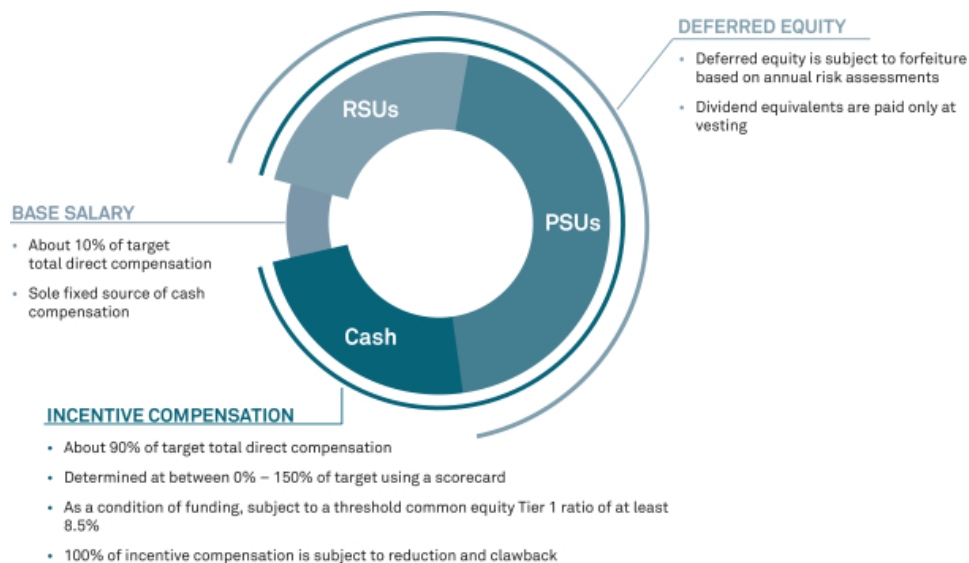 DEFERRED EQUITY
• Deferred equity is subject to forfeiture
based on annual risk assessments
• Dividend equivalents are paid only at
vesting
RSUs
PSUs
Cash
BASE SALARY
• About 10% of target
total direct compensation
• Sole fixed source of cash
compensation
INCENTIVE COMPENSATION
• About 90% of target total direct compensation
• Determined at between 0% – 150% of target using a scorecard
• As a condition of funding, subject to a threshold common equity Tier 1 ratio of at least
8.5%
• 100% of incentive compensation is subject to reduction and clawback